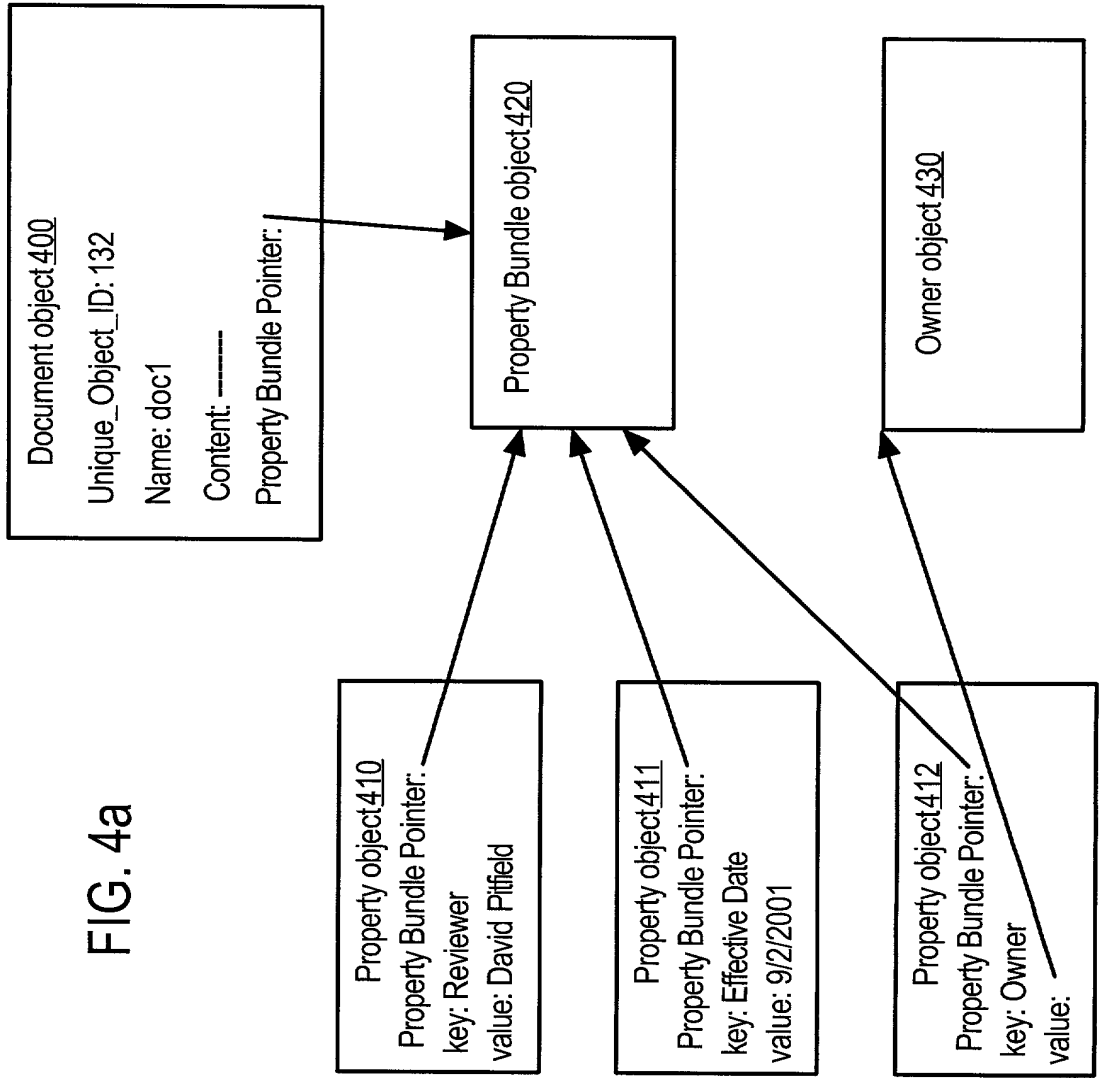 FIG. 4a
Document object 400
Unique_Object_ID: 132
Name: doc1
Content: --------
Property Bundle Pointer:
Property object 410
Property Bundle Pointer:
key: Reviewer
value: David Pitfield
Property Bundle object 420
Property object 411
Property Bundle Pointer:
key: Effective Date
value: 9/2/2001
Property object 412
Property Bundle Pointer:
key: Owner
value:
Owner object 430